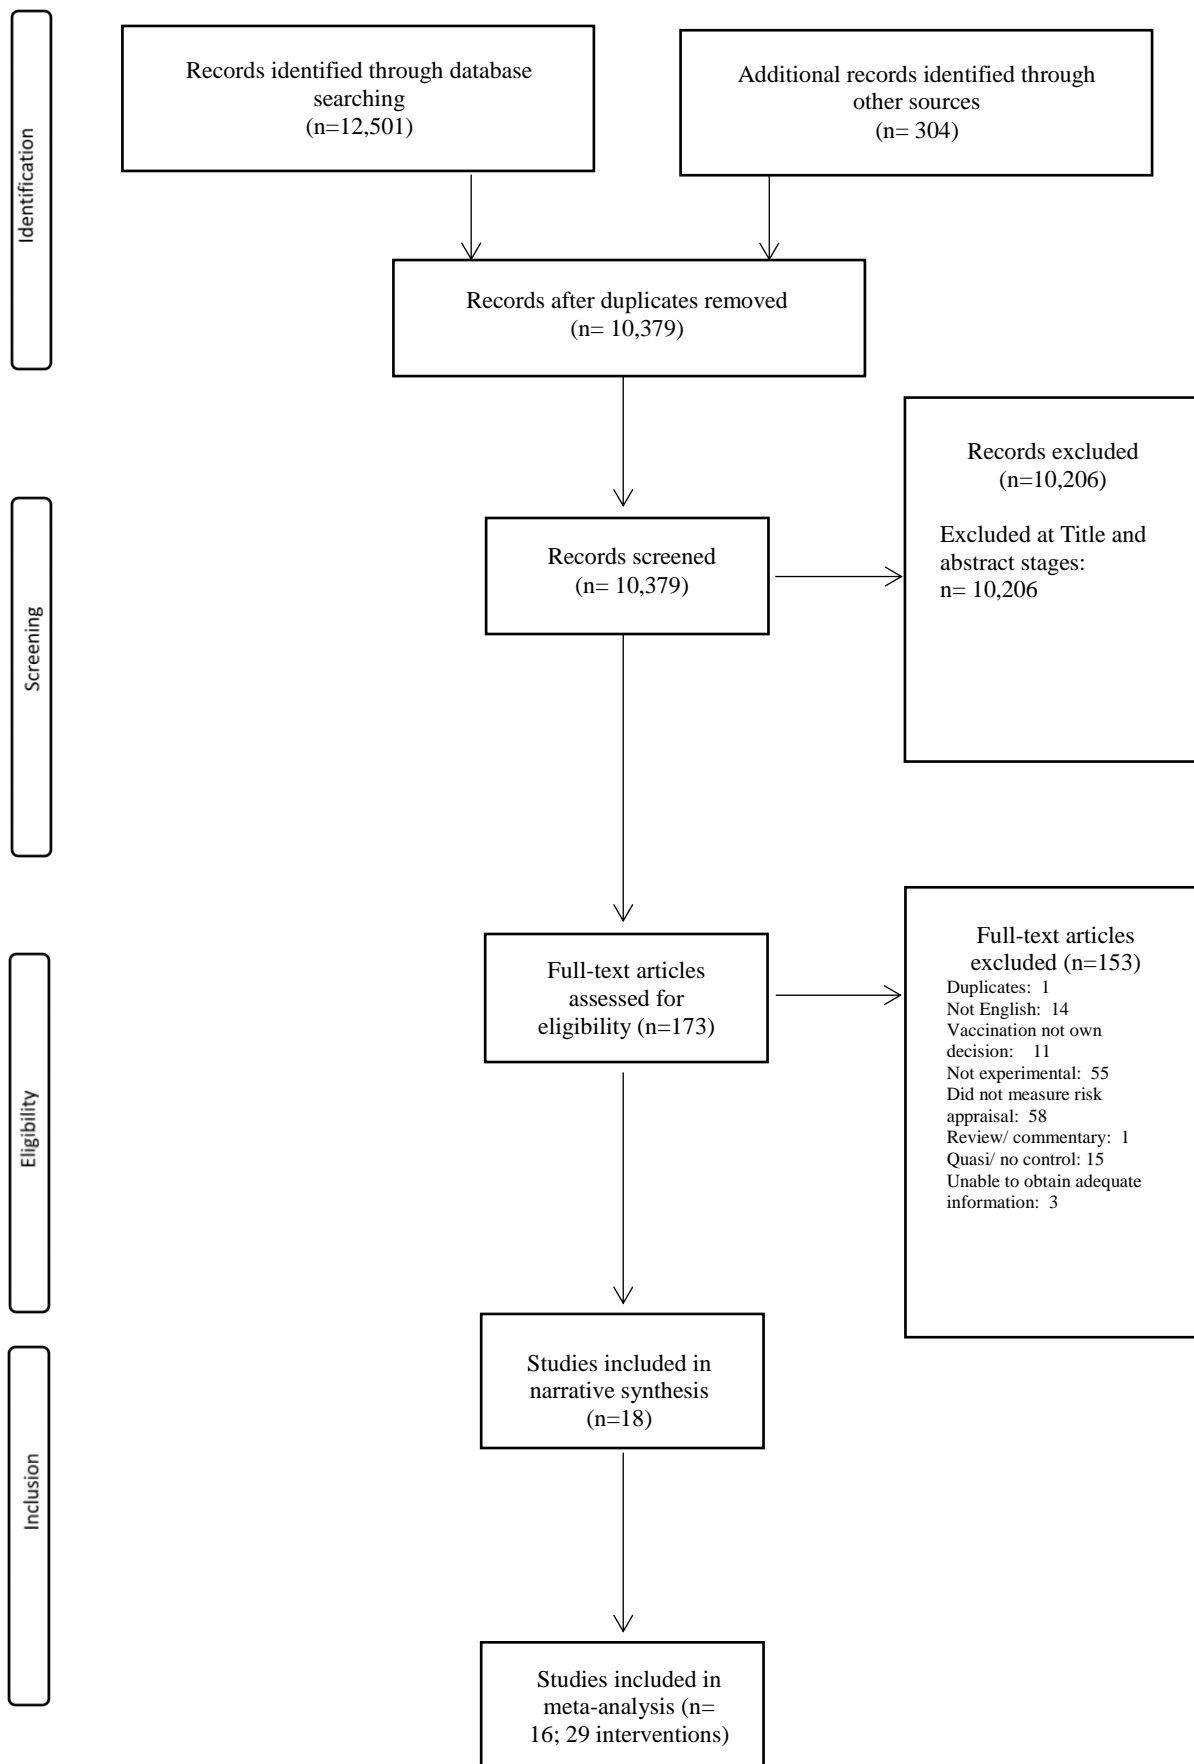 Identification
Records identified through database
searching
(n=12,501)
Additional records identified through
other sources
(n= 304)
Records after duplicates removed
(n= 10,379)
Screening
Records screened
(n= 10,379)
Records excluded
(n=10,206)
Excluded at Title and
abstract stages:
n= 10,206
Eligibility
Full-text articles
assessed for
eligibility (n=173)
Full-text articles
excluded (n=153)
Duplicates: 1
Not English: 14
Vaccination not own
decision: 11
Not experimental: 55
Did not measure risk
appraisal: 58
Review/ commentary: 1
Quasi/ no control: 15
Unable to obtain adequate
information: 3
Inclusion
Studies included in
narrative synthesis
(n=18)
Studies included in
meta-analysis (n=
16; 29 interventions)